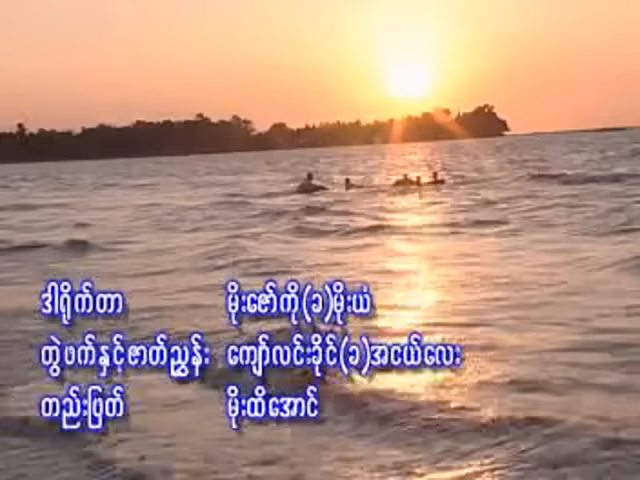 ဒါရိုက်တာ မိုးဇော်ကို(ခ)မိုးယံ
တွဲဖက်နှင့်ဇာတ်ညွှန်း ကျော်လင်းခိုင်(ခ)အငယ်လေး
တည်းဖြတ် မိုးထိအောင်